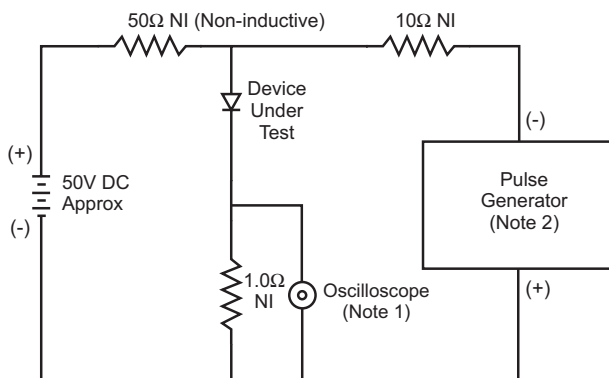 50Ω NI (Non-inductive)
10Ω NI
Device
Under
Test
(+)
50V DC
Approx
(-)
(-)
Pulse
Generator
(Note 2)
(+)
1.0Ω
NI
Oscilloscope
(Note 1)